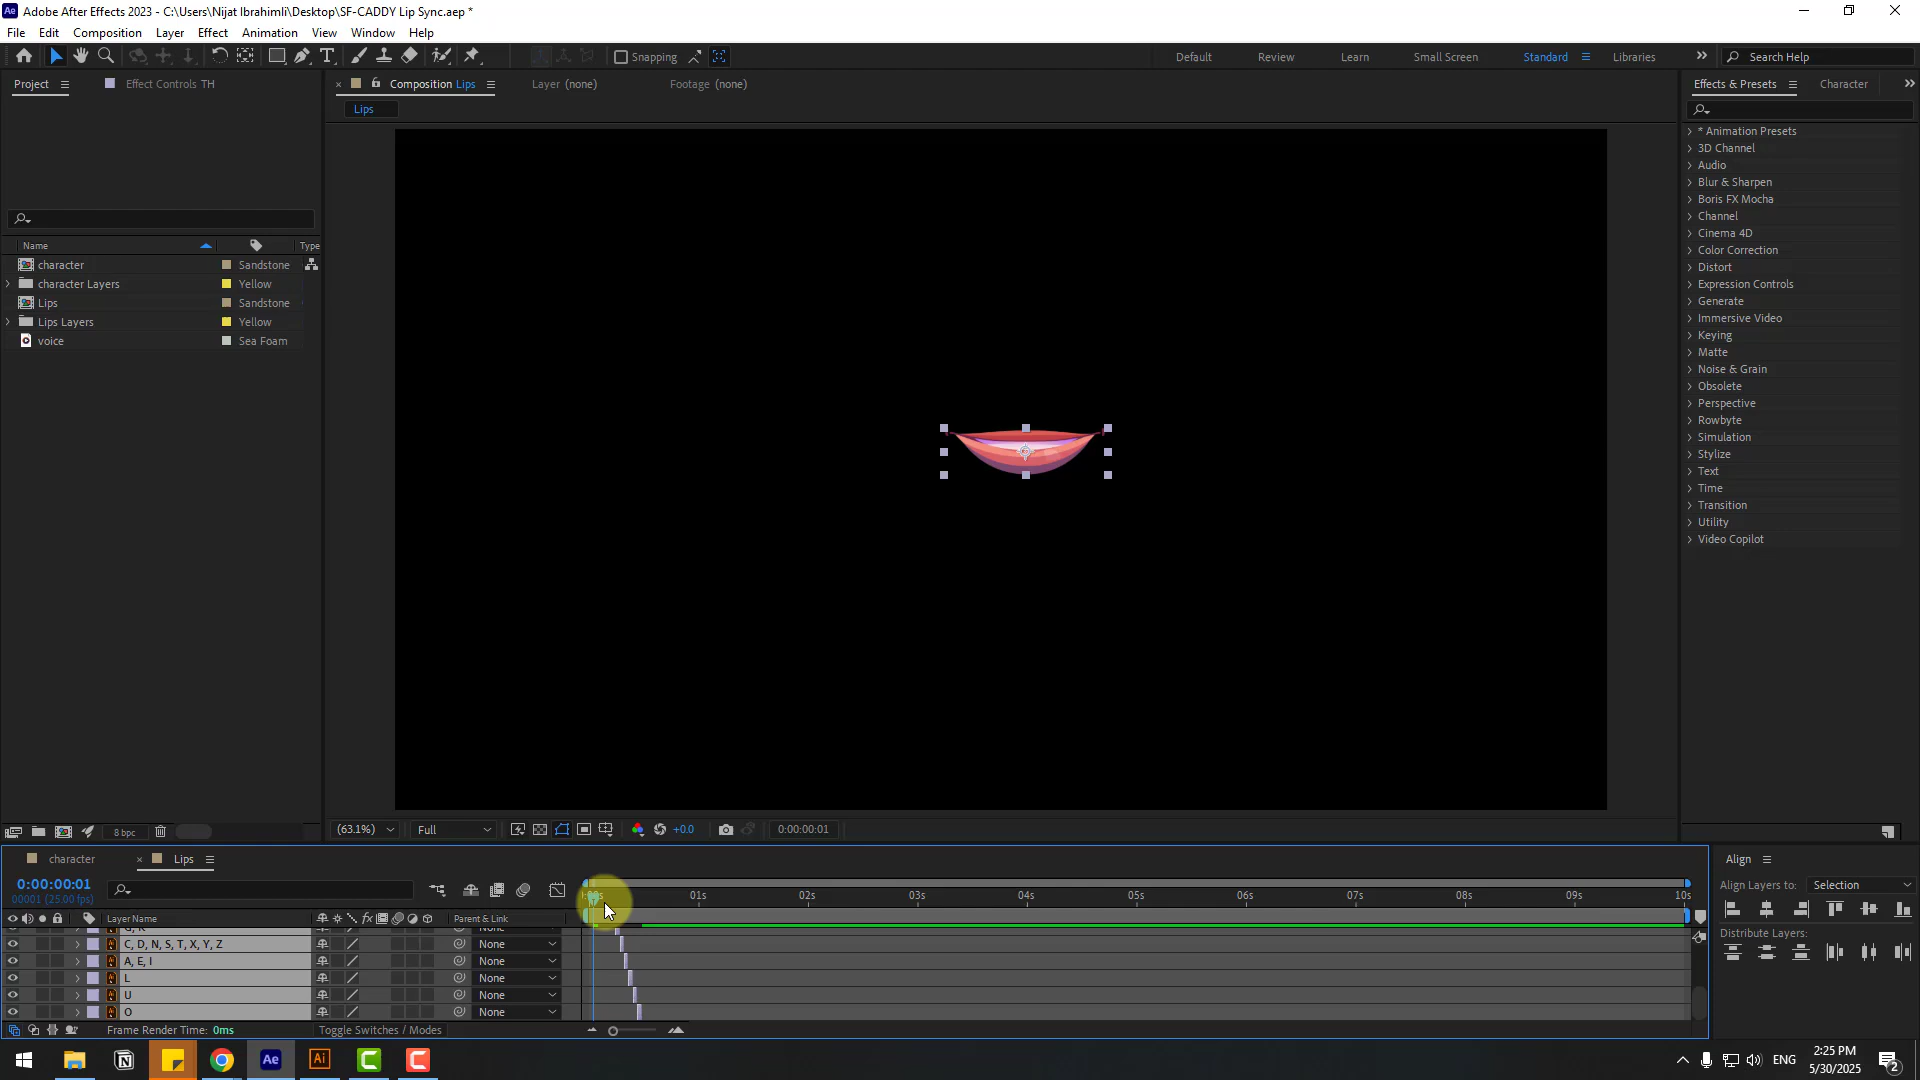 Adobe After Effects 2023 - C:\Users\Nijat Ibrahimli\Desktop\SF-CADDY Lip Sync.aep *
File Edit Composition Layer Effect Animation View Window Help
Snapping Default Review Learn Small Screen Standard Libraries Search Help
Project Effect Controls TH Composition Lips Layer (none) Footage (none) Effects & Presets Character
Lips
Name Type
character Sandstone
character Layers Yellow
Lips Sandstone
Lips Layers Yellow
voice Sea Foam
* Animation Presets
3D Channel
Audio
Blur & Sharpen
Boris FX Mocha
Channel
Cinema 4D
Color Correction
Distort
Expression Controls
Generate
Immersive Video
Keying
Matte
Noise & Grain
Obsolete
Perspective
Rowbyte
Simulation
Stylize
Text
Time
Transition
Utility
Video Copilot
8 bpc (63.1%) Full +0.0 0:00:00:01
character Lips Align
0:00:00:01
00001 (25.00 fps)
Align Layers to: Selection
01s 02s 03s 04s 05s 06s 07s 08s 09s 10s
Layer Name fx Parent & Link
Distribute Layers:
C, D, N, S, T, X, Y, Z None
A, E, I None
L None
U None
O None
Frame Render Time: 0ms Toggle Switches / Modes
ENG
2:25 PM
5/30/2025
2